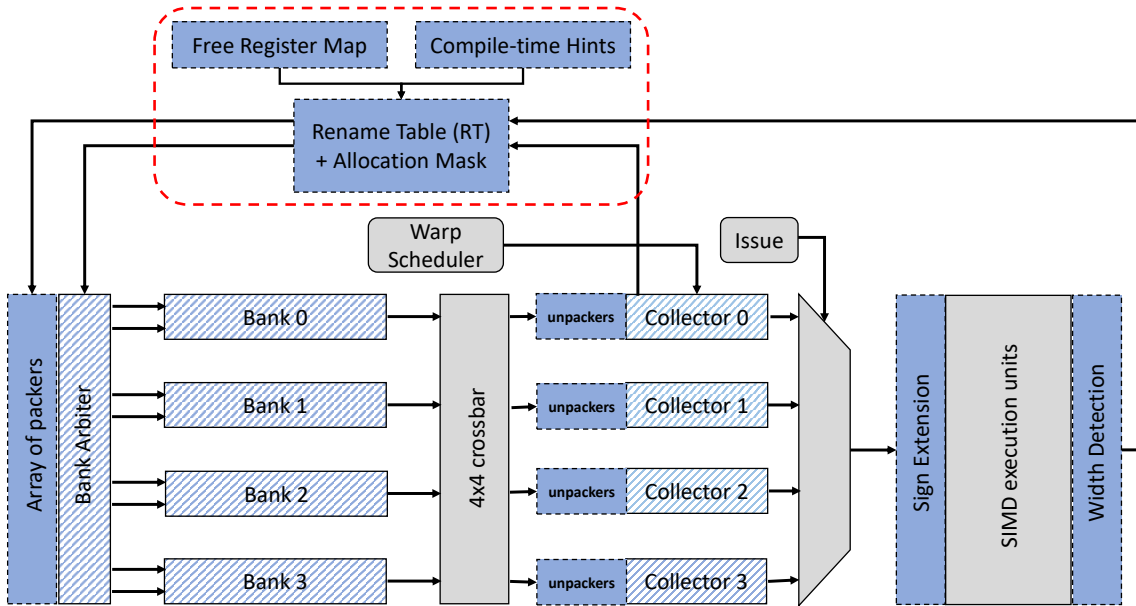 Free Register Map
Compile-time Hints
Rename Table (RT)
+ Allocation Mask
Warp
Scheduler
Issue
Array of packers
Bank Arbiter
Bank 0
Bank 1
Bank 2
Bank 3
4x4 crossbar
unpackers
Collector 0
unpackers
Collector 1
unpackers
Collector 2
unpackers
Collector 3
Sign Extension
SIMD execution units
Width Detection